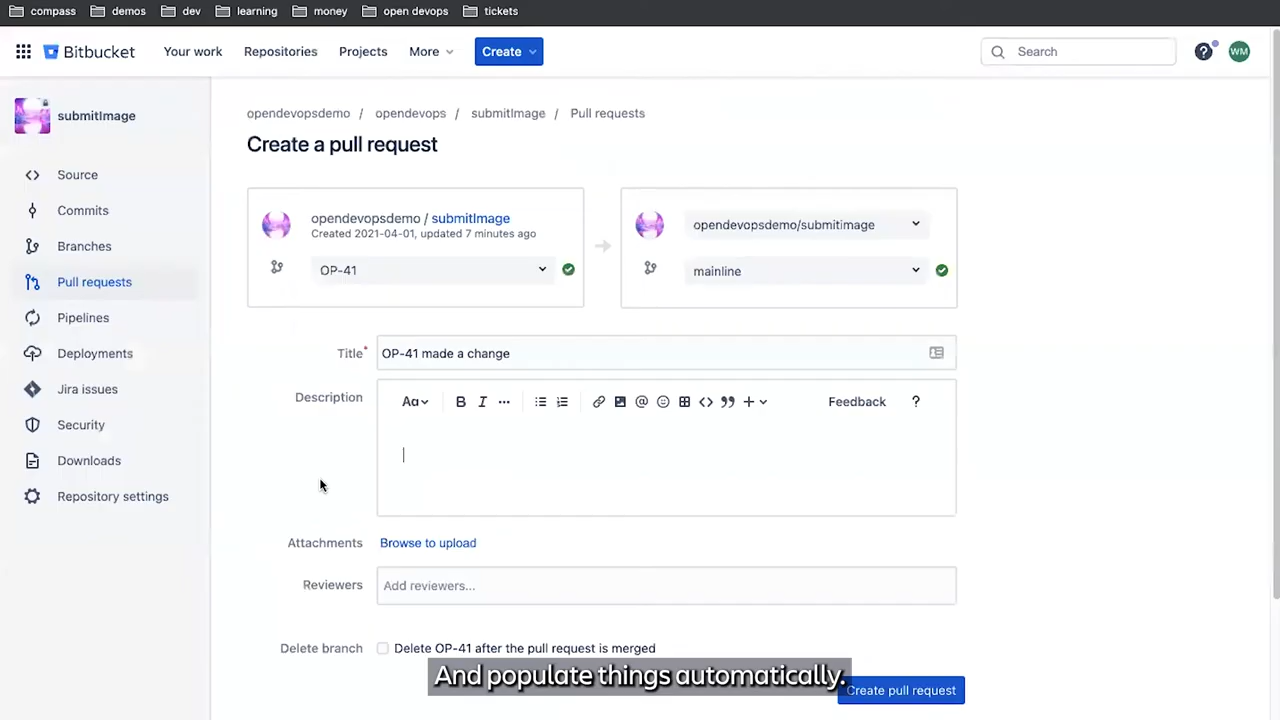 compass demos dev learning money open devops tickets
Bitbucket Your work Repositories Projects More Create Search ? WM
submitImage
Source
Commits
Branches
Pull requests
Pipelines
Deployments
Jira issues
Security
Downloads
Repository settings
opendevopsdemo / opendevops / submitImage / Pull requests
Create a pull request
opendevopsdemo / submitImage
Created 2021-04-01, updated 7 minutes ago
OP-41
opendevopsdemo/submitimage
mainline
Title* OP-41 made a change
Description Aa B I ... @ <> + Feedback ?
Attachments Browse to upload
Reviewers Add reviewers...
Delete branch Delete OP-41 after the pull request is merged
And populate things automatically.
Create pull request